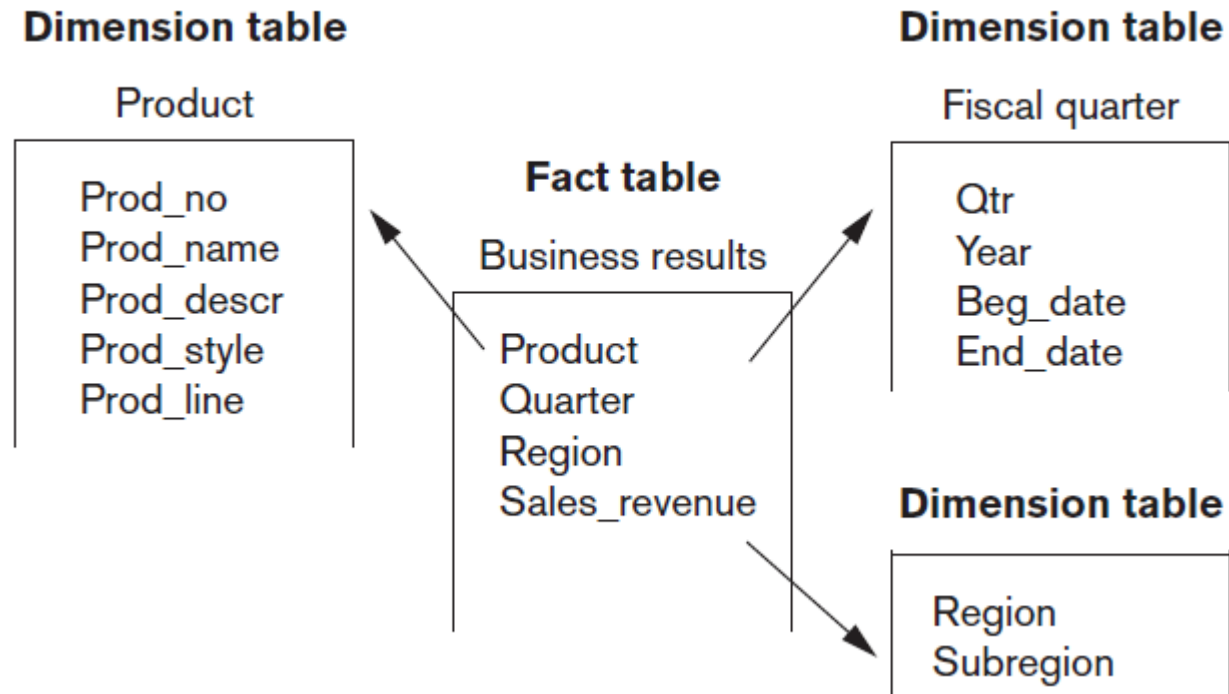 Dimension table
Product
Prod_no
Prod_name
Prod_descr
Prod_style
Prod_line
Fact table
Business results
Product
Quarter
Region
Sales_revenue
Dimension table
Fiscal quarter
Qtr
Year
Beg_date
End_date
Dimension table
Region
Subregion